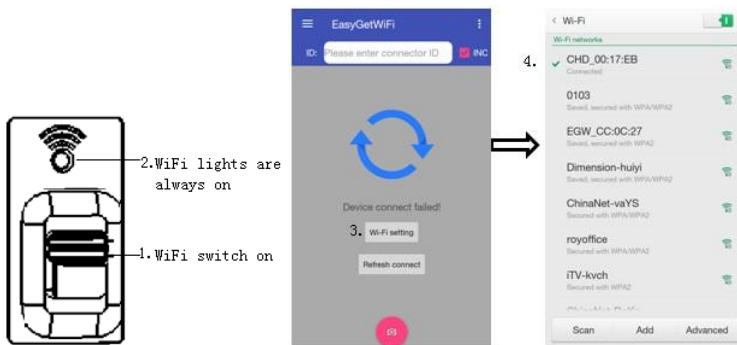 2.WiFi lights are
always on
1.WiFi switch on
EasyGetWiFi
ID: Please enter connector ID INC
Device connect failed!
3. Wi-Fi setting
Refresh connect
Wi-Fi
Wi-Fi networks
4. CHD_00:17:EB
Connected
0103
Saved, secured with WPA/WPA2
EGW_CC:0C:27
Saved, secured with WPA2
Dimension-huiyi
Saved, secured with WPA/WPA2
ChinaNet-vaYS
Secured with WPA/WPA2
royoffice
Secured with WPA/WPA2
iTV-kvch
Secured with WPA2
Scan Add Advanced